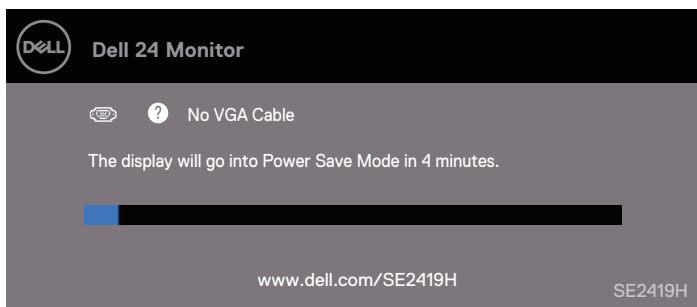 DELL
Dell 24 Monitor
? No VGA Cable
The display will go into Power Save Mode in 4 minutes.
www.dell.com/SE2419H
SE2419H